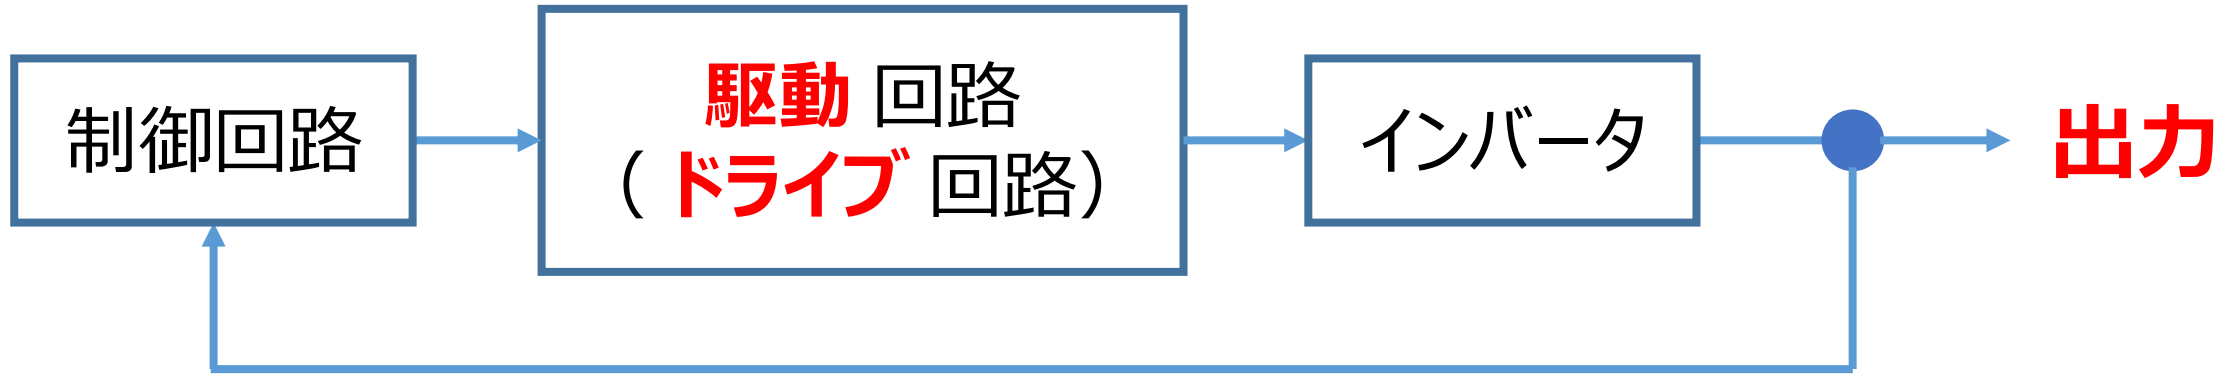 制御回路
駆動 回路
( ドライブ 回路)
インバータ
出力